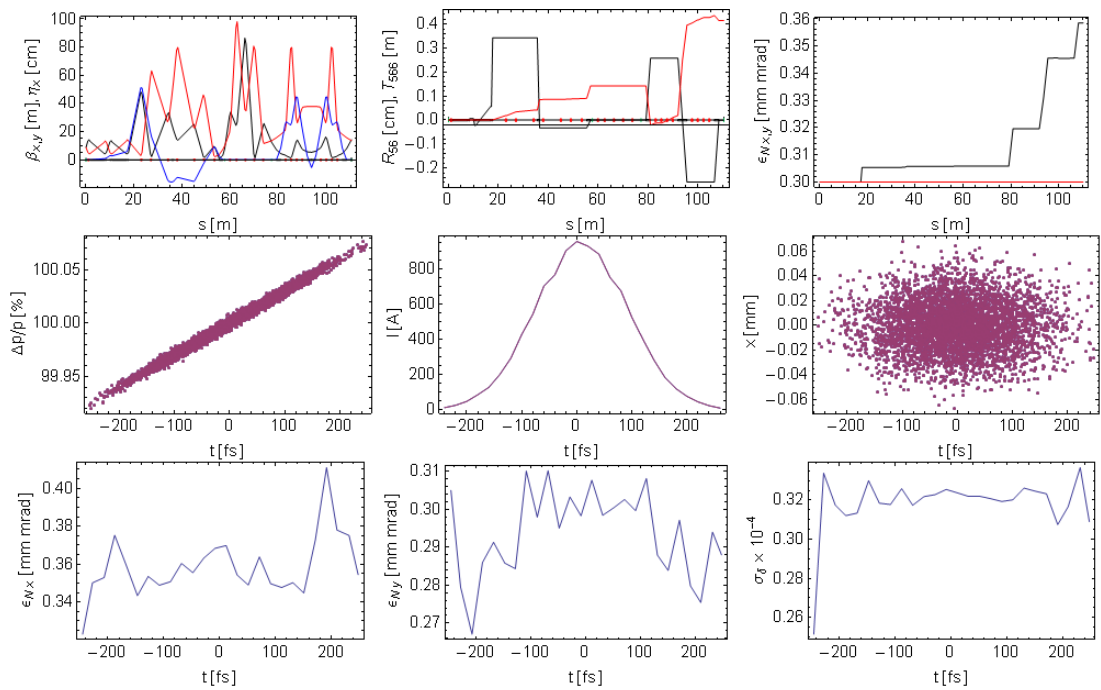 β_{x,y} [m], η_x [cm]
100
80
60
40
20
0
0 20 40 60 80 100
s [m]
R_{56} [cm], T_{566} [m]
0.4
0.3
0.2
0.1
0.0
−0.1
−0.2
0 20 40 60 80 100
s [m]
ϵ_{Nx,y} [mm mrad]
0.36
0.35
0.34
0.33
0.32
0.31
0.30
0 20 40 60 80 100
s [m]
Δp/p [%]
100.05
100.00
99.95
−200 −100 0 100 200
t [fs]
I [A]
800
600
400
200
0
−200 −100 0 100 200
t [fs]
x [mm]
0.06
0.04
0.02
0.00
−0.02
−0.04
−0.06
−200 −100 0 100 200
t [fs]
ϵ_{Nx} [mm mrad]
0.40
0.38
0.36
0.34
−200 −100 0 100 200
t [fs]
ϵ_{Ny} [mm mrad]
0.31
0.30
0.29
0.28
0.27
−200 −100 0 100 200
t [fs]
σ_δ × 10^{−4}
0.32
0.30
0.28
0.26
−200 −100 0 100 200
t [fs]